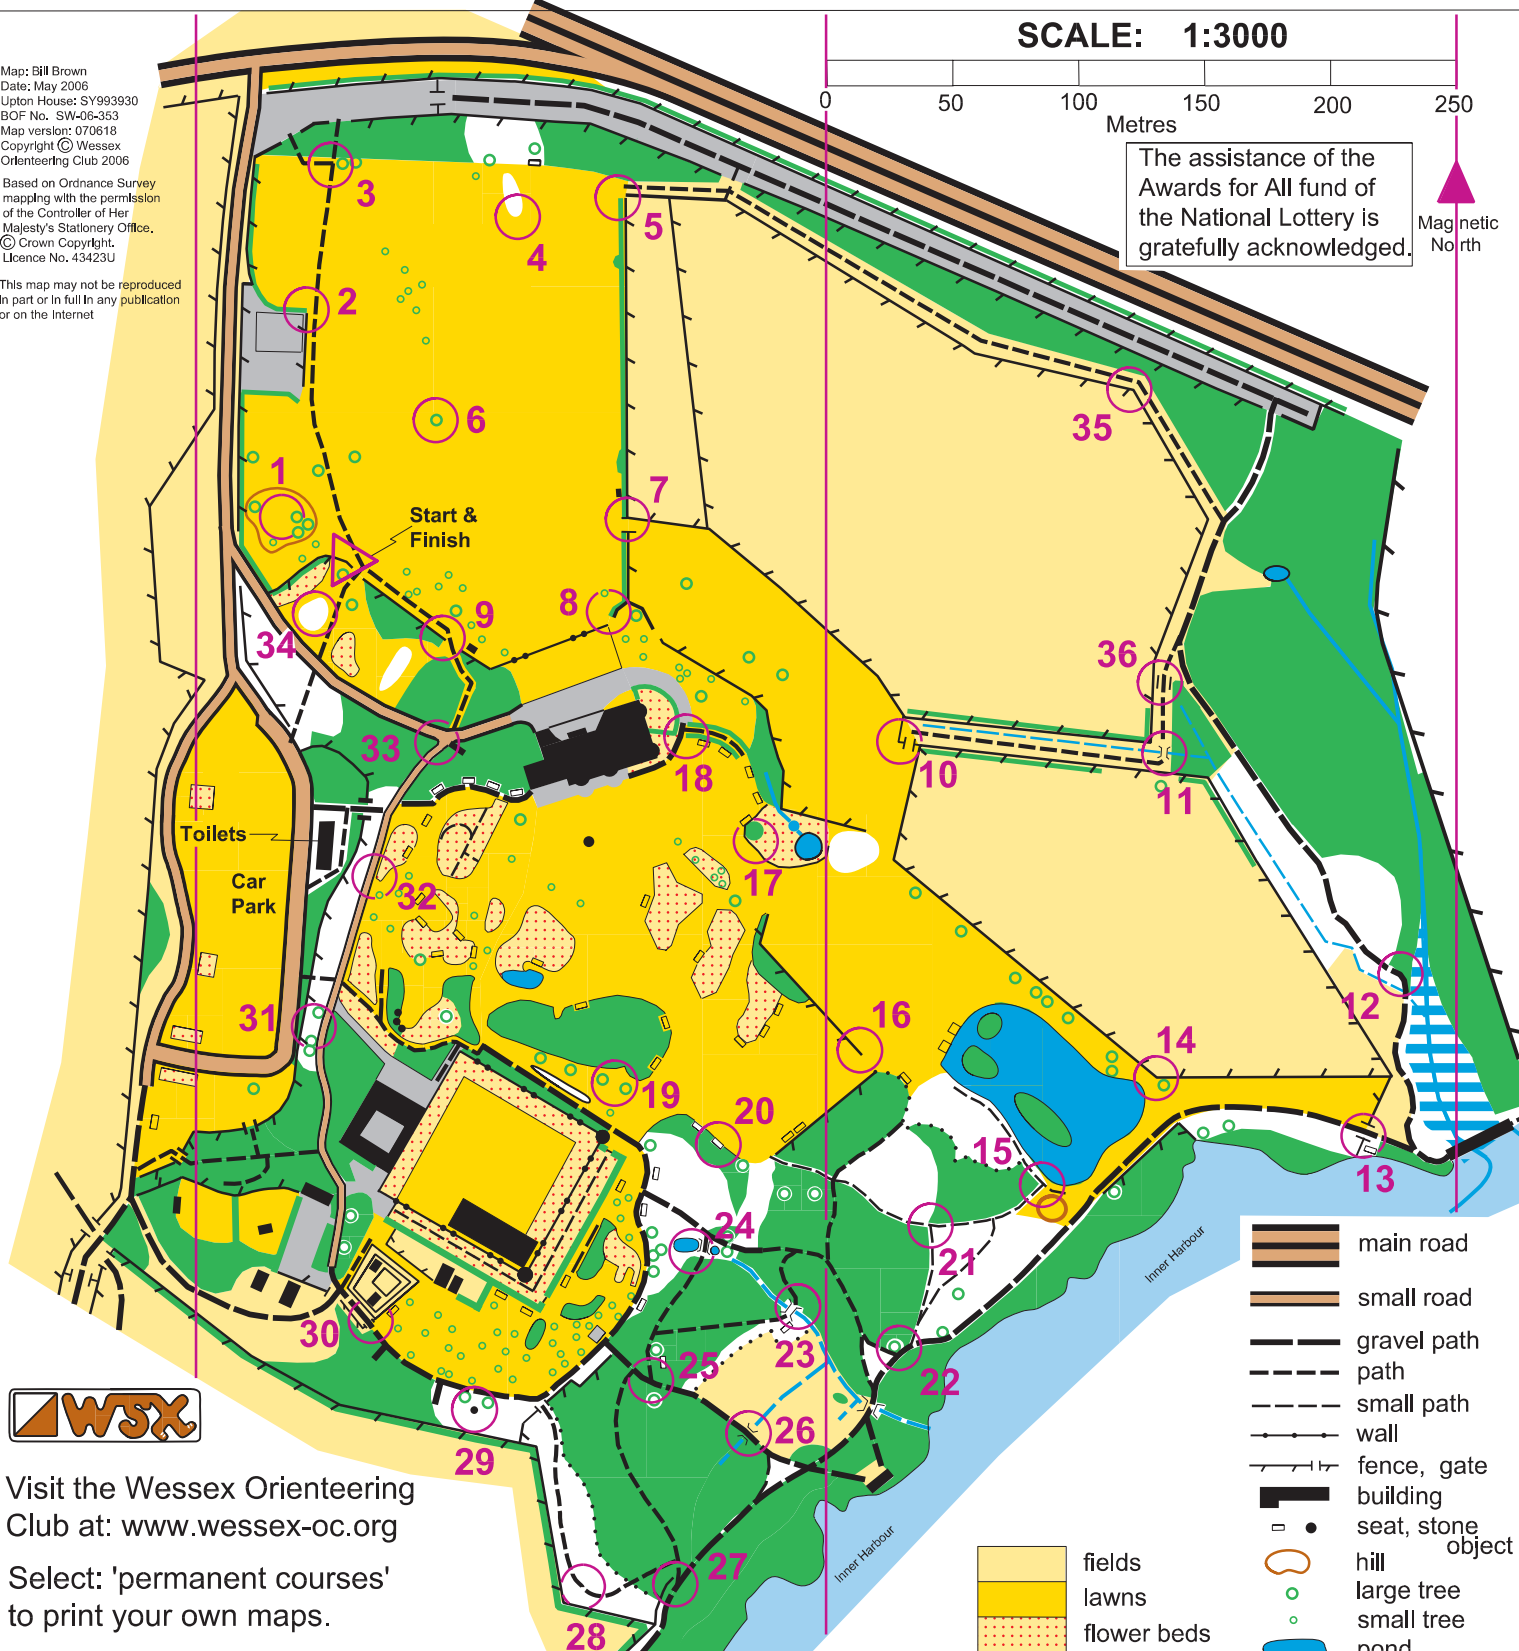 SCALE: 1:3000
0 50 100 150 200 250
Metres
Map: Bill Brown
Date: May 2006
Upton House: SY993930
BOF No. SW-06-353
Map version: 070618
Copyright © Wessex
Orienteering Club 2006
Based on Ordnance Survey
mapping with the permission
of the Controller of Her
Majesty's Stationery Office.
© Crown Copyright.
Licence No. 43423U
This map may not be reproduced
in part or in full in any publication
or on the Internet
The assistance of the
Awards for All fund of
the National Lottery is
gratefully acknowledged.
Magnetic
North
3
4
5
2
35
6
1
7
Start &
Finish
8
9
34
36
33
18
10
11
Toilets
17
Car
Park
32
12
31
16
14
19
20
15
13
24
21
Inner Harbour
30
23
25
22
26
29
Inner Harbour
27
28
main road
small road
gravel path
path
small path
wall
fence, gate
building
seat, stone
object
hill
large tree
small tree
pond
fields
lawns
flower beds
WSX
Visit the Wessex Orienteering
Club at: www.wessex-oc.org
Select: 'permanent courses'
to print your own maps.